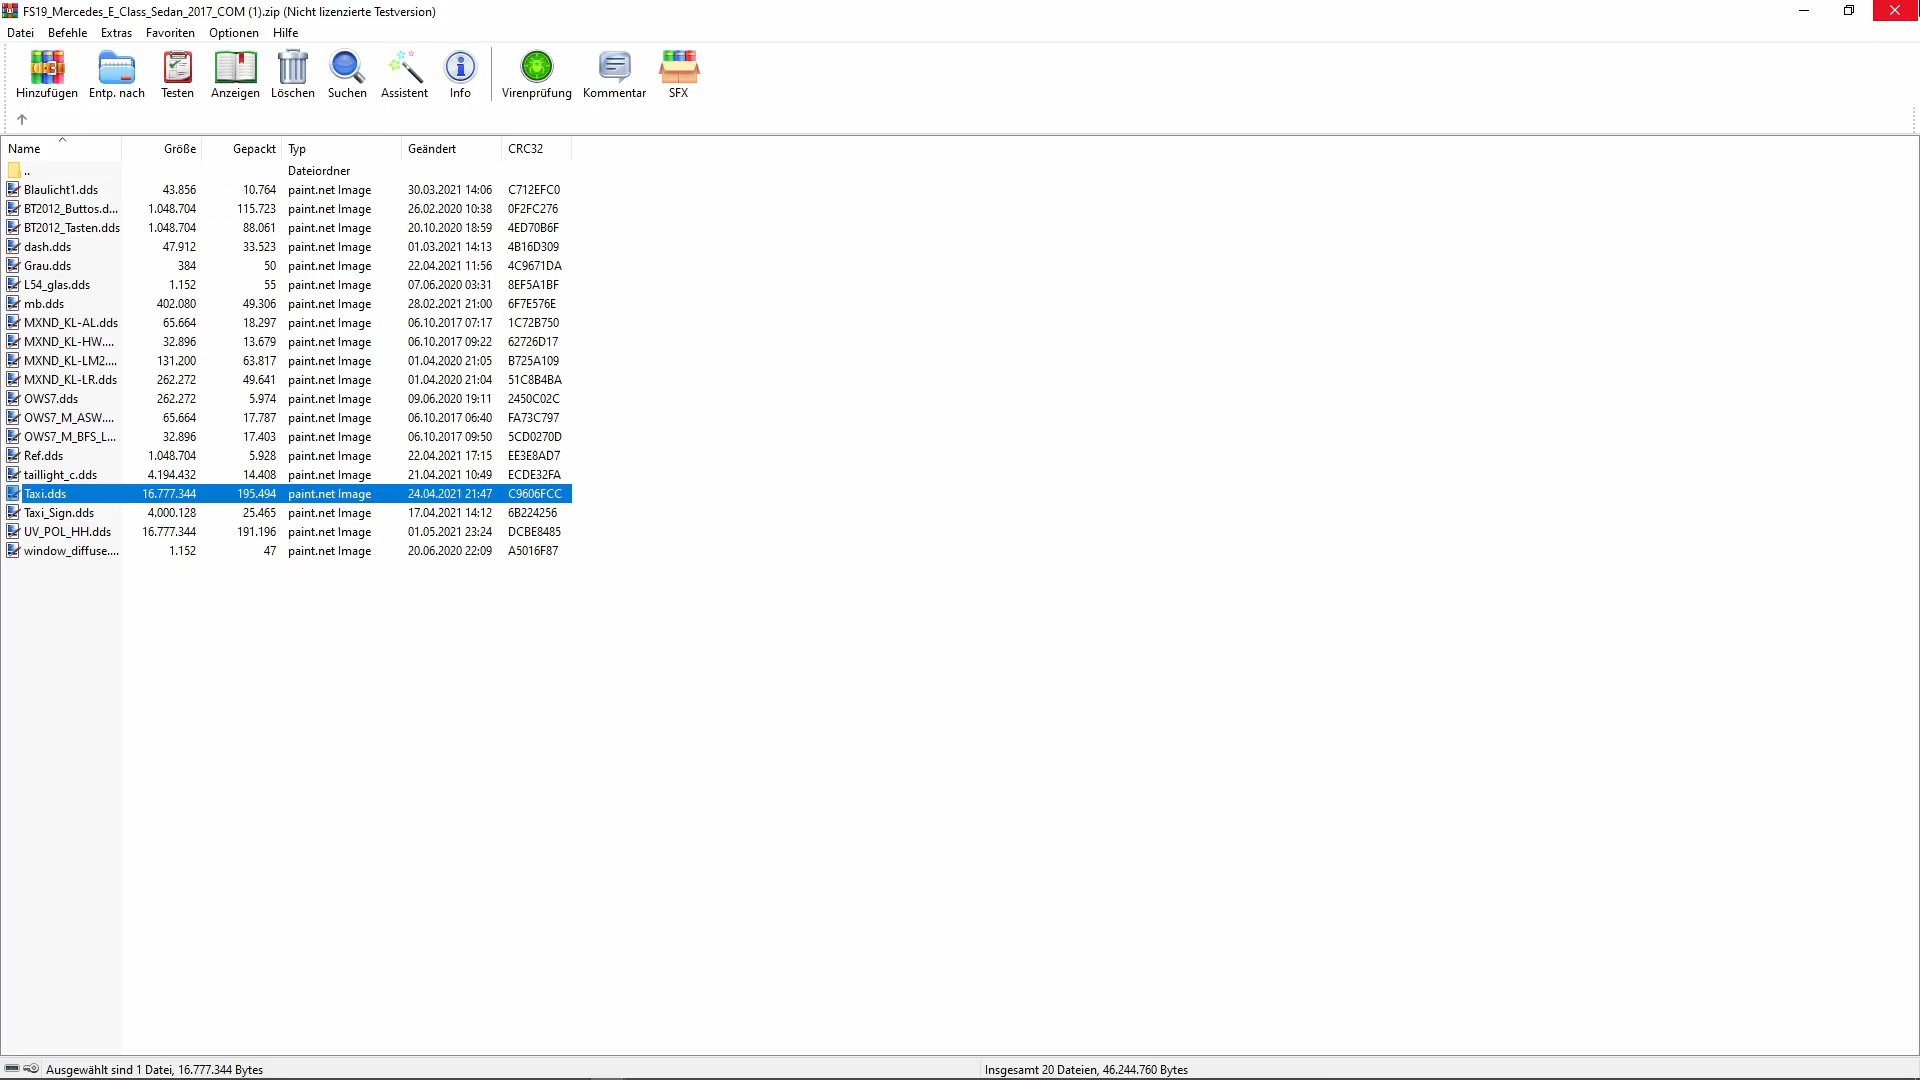 FS19_Mercedes_E_Class_Sedan_2017_COM (1).zip (Nicht lizenzierte Testversion)
Datei Befehle Extras Favoriten Optionen Hilfe
Hinzufügen Entp. nach Testen Anzeigen Löschen Suchen Assistent Info Virenprüfung Kommentar SFX
Name Größe Gepackt Typ Geändert CRC32
.. Dateiordner
Blaulicht1.dds 43.856 10.764 paint.net Image 30.03.2021 14:06 C712EFC0
BT2012_Buttos.d... 1.048.704 115.723 paint.net Image 26.02.2020 10:38 0F2FC276
BT2012_Tasten.dds 1.048.704 88.061 paint.net Image 20.10.2020 18:59 4ED70B6F
dash.dds 47.912 33.523 paint.net Image 01.03.2021 14:13 4B16D309
Grau.dds 384 50 paint.net Image 22.04.2021 11:56 4C9671DA
L54_glas.dds 1.152 55 paint.net Image 07.06.2020 03:31 8EF5A1BF
mb.dds 402.080 49.306 paint.net Image 28.02.2021 21:00 6F7E576E
MXND_KL-AL.dds 65.664 18.297 paint.net Image 06.10.2017 07:17 1C72B750
MXND_KL-HW.... 32.896 13.679 paint.net Image 06.10.2017 09:22 62726D17
MXND_KL-LM2.... 131.200 63.817 paint.net Image 01.04.2020 21:05 B725A109
MXND_KL-LR.dds 262.272 49.641 paint.net Image 01.04.2020 21:04 51C8B4BA
OWS7.dds 262.272 5.974 paint.net Image 09.06.2020 19:11 2450C02C
OWS7_M_ASW.... 65.664 17.787 paint.net Image 06.10.2017 06:40 FA73C797
OWS7_M_BFS_L... 32.896 17.403 paint.net Image 06.10.2017 09:50 5CD0270D
Ref.dds 1.048.704 5.928 paint.net Image 22.04.2021 17:15 EE3E8AD7
taillight_c.dds 4.194.432 14.408 paint.net Image 21.04.2021 10:49 ECDE32FA
Taxi.dds 16.777.344 195.494 paint.net Image 24.04.2021 21:47 C9606FCC
Taxi_Sign.dds 4.000.128 25.465 paint.net Image 17.04.2021 14:12 6B224256
UV_POL_HH.dds 16.777.344 191.196 paint.net Image 01.05.2021 23:24 DCBE8485
window_diffuse.... 1.152 47 paint.net Image 20.06.2020 22:09 A5016F87
Ausgewählt sind 1 Datei, 16.777.344 Bytes Insgesamt 20 Dateien, 46.244.760 Bytes